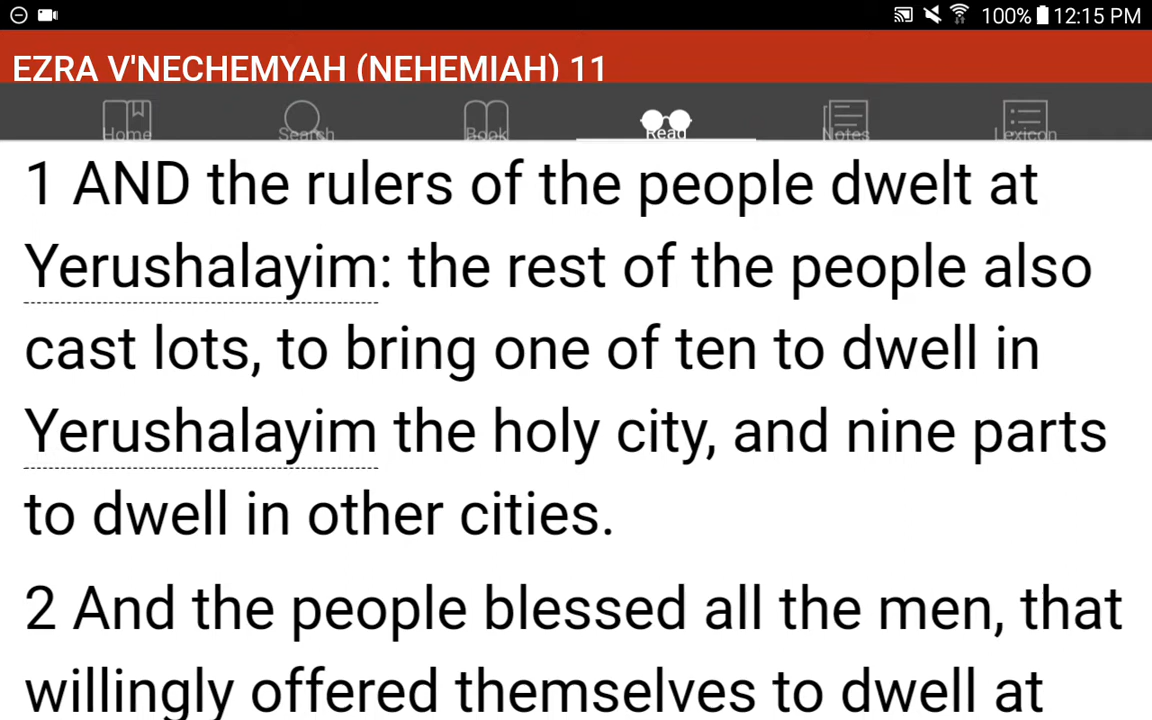 100% 12:15 PM
EZRA V'NECHEMYAH (NEHEMIAH) 11
Home Search Book Read Notes Lexicon
1 AND the rulers of the people dwelt at
Yerushalayim: the rest of the people also
cast lots, to bring one of ten to dwell in
Yerushalayim the holy city, and nine parts
to dwell in other cities.
2 And the people blessed all the men, that
willingly offered themselves to dwell at